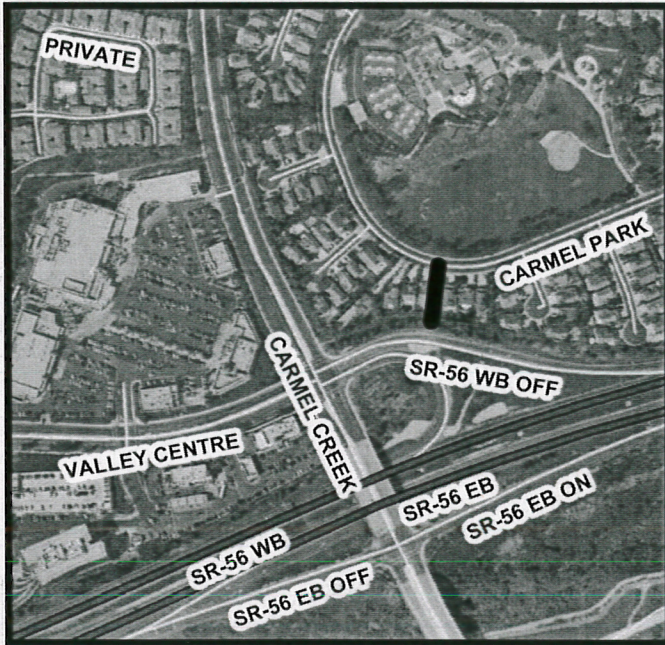 PRIVATE
CARMEL PARK
SR-56 WB OFF
CARMEL CREEK
VALLEY CENTRE
SR-56 EB
SR-56 EB ON
SR-56 WB
SR-56 EB OFF